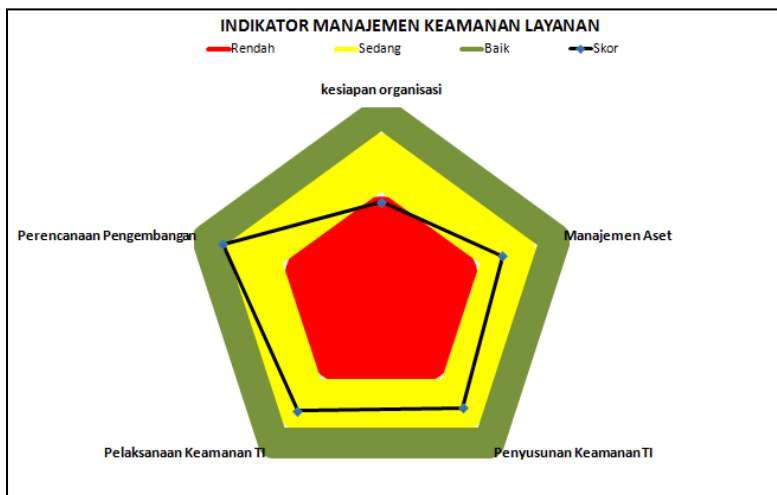 INDIKATOR MANAJEMEN KEAMANAN LAYANAN
Rendah Sedang Baik Skor
kesiapan organisasi
Perencanaan Pengembangan Manajemen Aset
Pelaksanaan Keamanan TI Penyusunan Keamanan TI